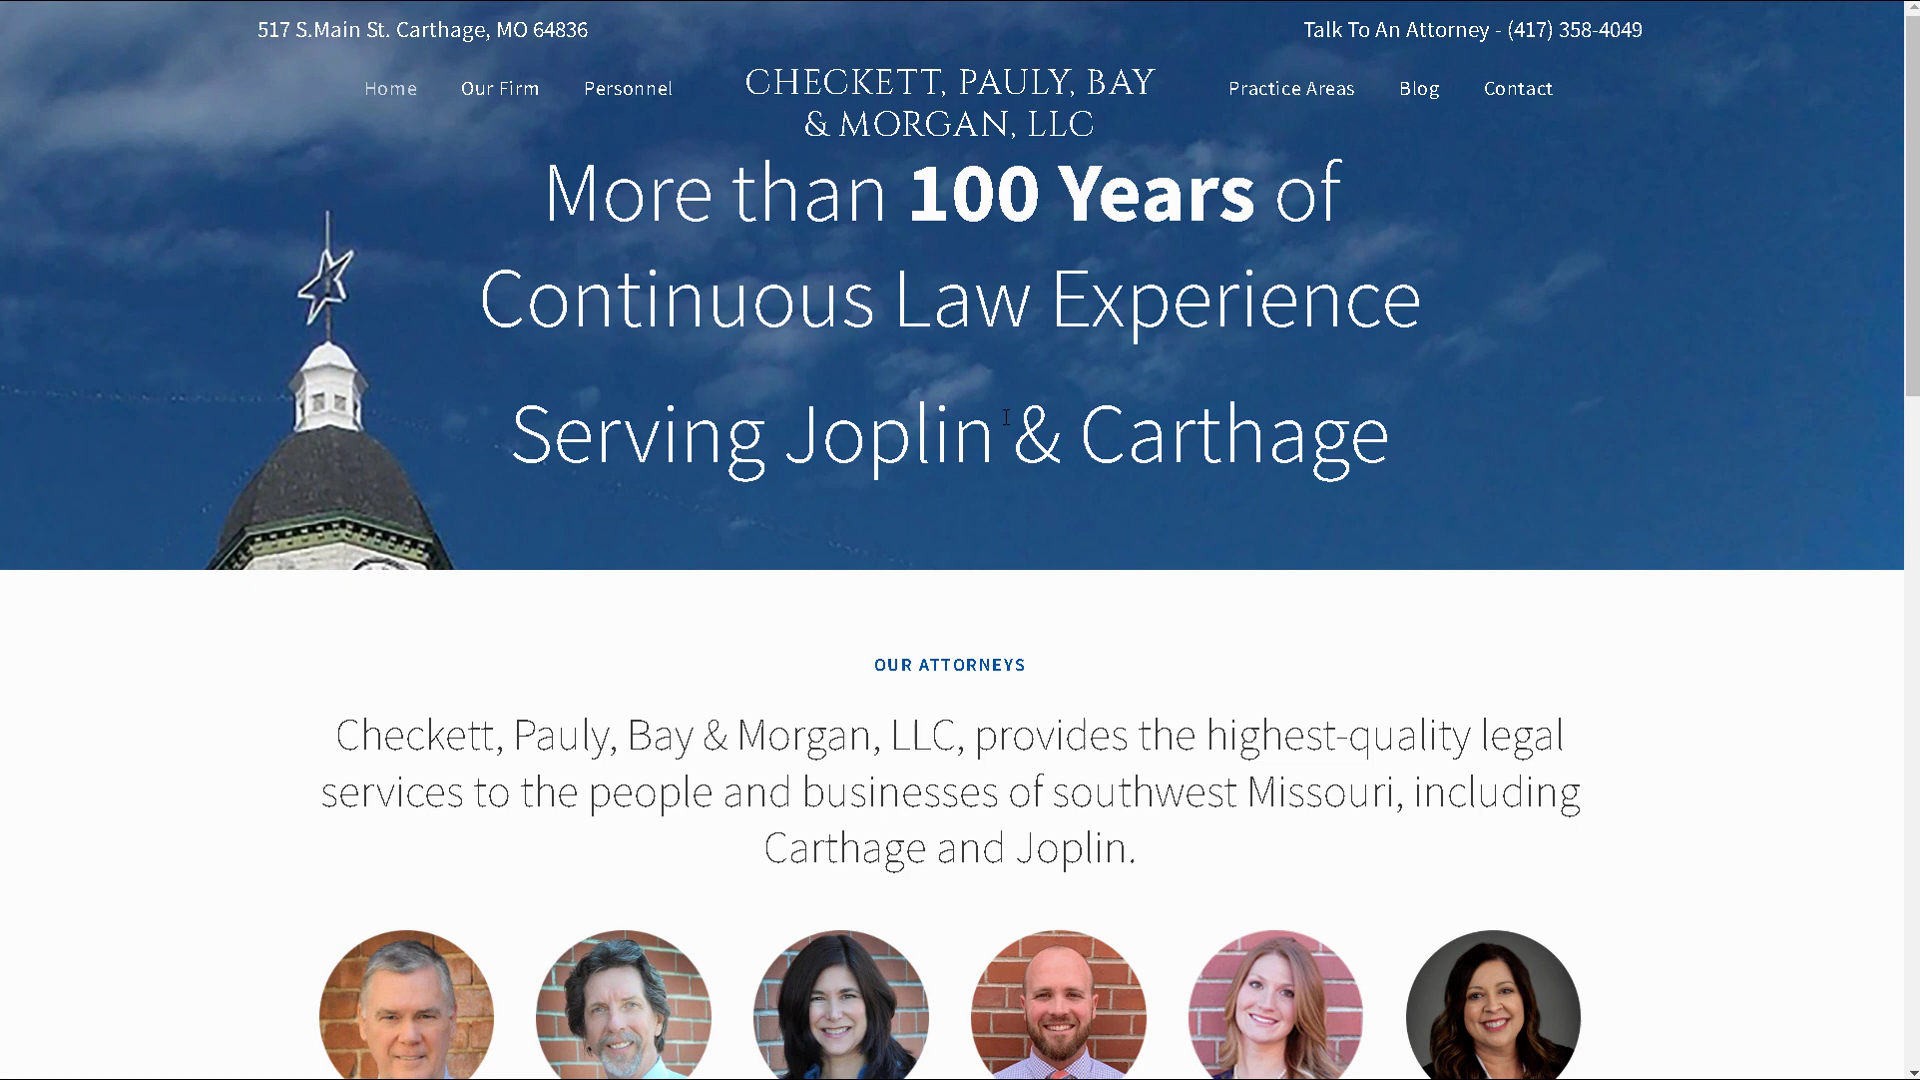 517 S.Main St. Carthage, MO 64836
Talk To An Attorney - (417) 358-4049
Home
Our Firm
Personnel
CHECKETT, PAULY, BAY
& MORGAN, LLC
Practice Areas
Blog
Contact
More than 100 Years of
Continuous Law Experience
Serving Joplin & Carthage
OUR ATTORNEYS
Checkett, Pauly, Bay & Morgan, LLC, provides the highest-quality legal
services to the people and businesses of southwest Missouri, including
Carthage and Joplin.